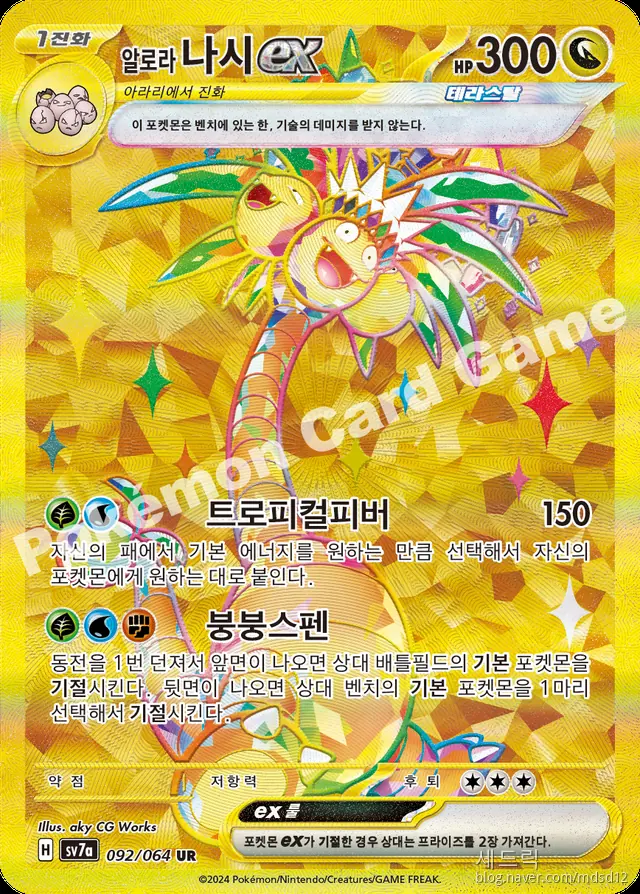 1진화
알로라 나시 ex HP 300
아라리에서 진화
테라스탈
이 포켓몬은 벤치에 있는 한, 기술의 데미지를 받지 않는다.
Pokémon Card Game
트로피컬피버 150
자신의 패에서 기본 에너지를 원하는 만큼 선택해서 자신의
포켓몬에게 원하는 대로 붙인다.
붕붕스펜
동전을 1번 던져서 앞면이 나오면 상대 배틀필드의 기본 포켓몬을
기절시킨다. 뒷면이 나오면 상대 벤치의 기본 포켓몬을 1마리
선택해서 기절시킨다.
약점 저항력 후퇴
ex 룰
포켓몬 ex가 기절한 경우 상대는 프라이즈를 2장 가져간다.
Illus. aky CG Works
H sv7a 092/064 UR
©2024 Pokémon/Nintendo/Creatures/GAME FREAK.
세드릭
blog.naver.com/mdsd12